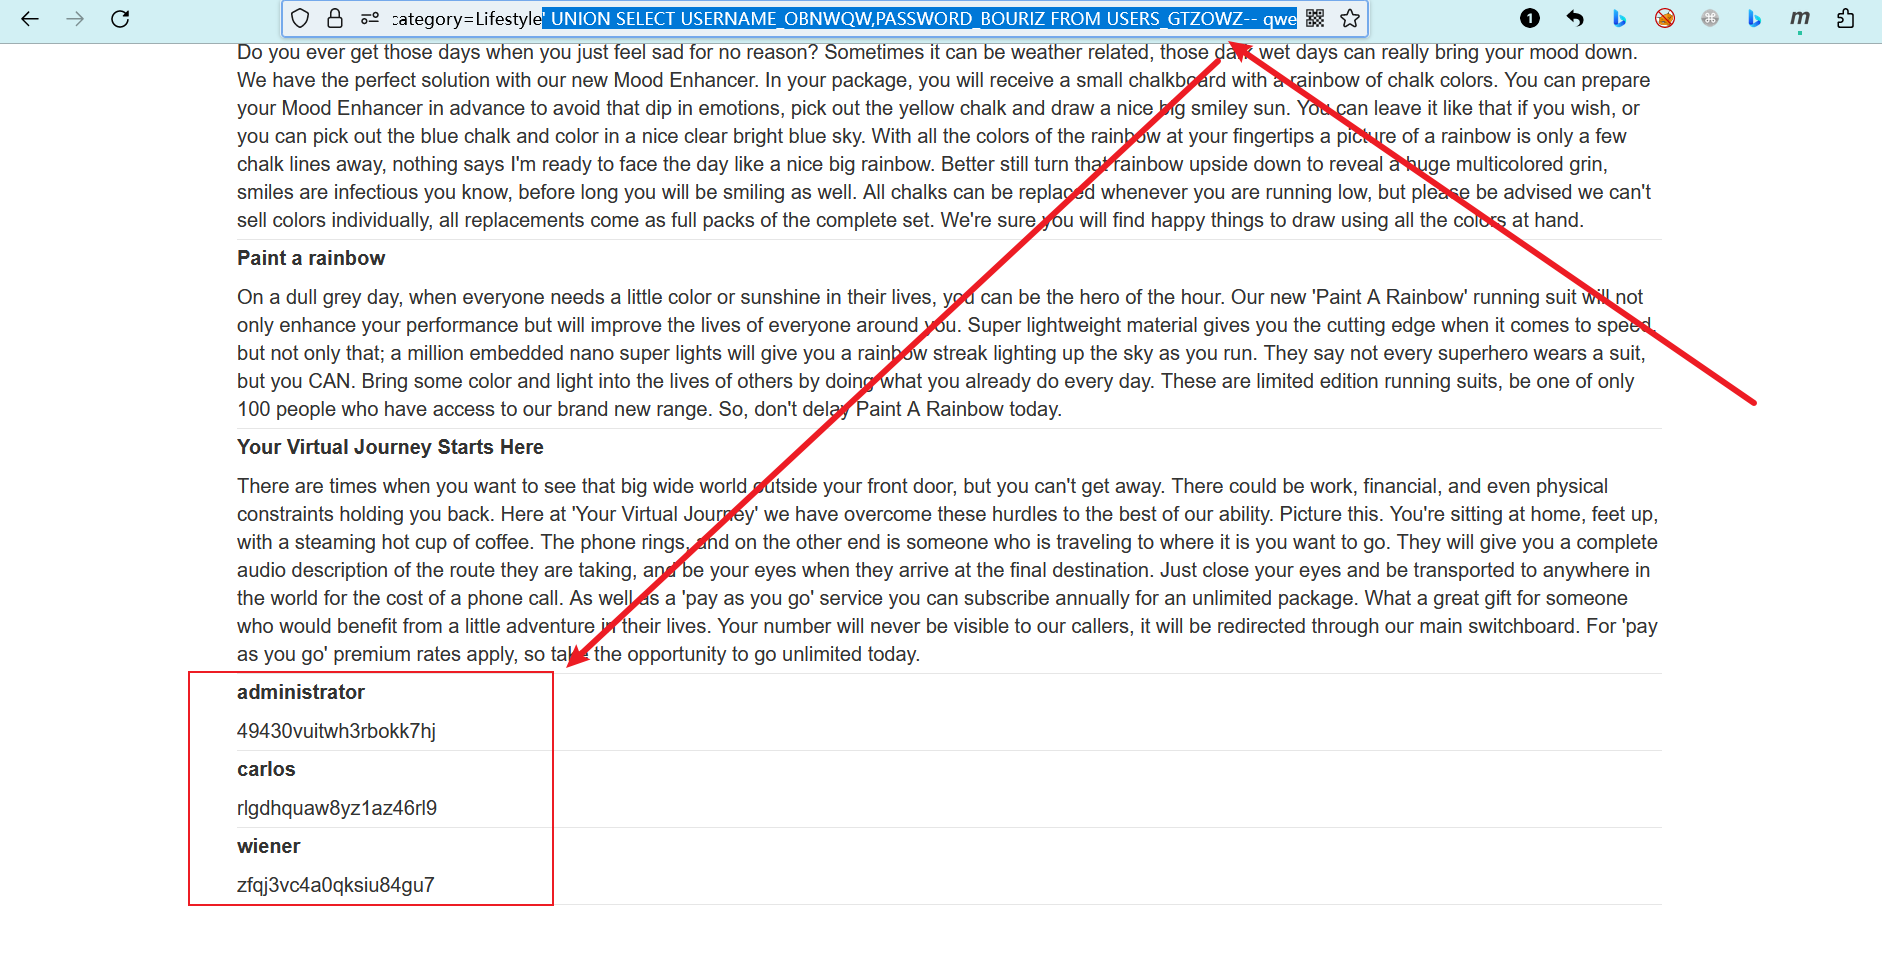 category=Lifestyle' UNION SELECT USERNAME_OBNWQW,PASSWORD_BOURIZ FROM USERS_GTZOWZ-- qwe
1
m
Do you ever get those days when you just feel sad for no reason? Sometimes it can be weather related, those dark wet days can really bring your mood down.
We have the perfect solution with our new Mood Enhancer. In your package, you will receive a small chalkboard with a rainbow of chalk colors. You can prepare
your Mood Enhancer in advance to avoid that dip in emotions, pick out the yellow chalk and draw a nice big smiley sun. You can leave it like that if you wish, or
you can pick out the blue chalk and color in a nice clear bright blue sky. With all the colors of the rainbow at your fingertips a picture of a rainbow is only a few
chalk lines away, nothing says I'm ready to face the day like a nice big rainbow. Better still turn that rainbow upside down to reveal a huge multicolored grin,
smiles are infectious you know, before long you will be smiling as well. All chalks can be replaced whenever you are running low, but please be advised we can't
sell colors individually, all replacements come as full packs of the complete set. We're sure you will find happy things to draw using all the colors at hand.
Paint a rainbow
On a dull grey day, when everyone needs a little color or sunshine in their lives, you can be the hero of the hour. Our new 'Paint A Rainbow' running suit will not
only enhance your performance but will improve the lives of everyone around you. Super lightweight material gives you the cutting edge when it comes to speed,
but not only that; a million embedded nano super lights will give you a rainbow streak lighting up the sky as you run. They say not every superhero wears a suit,
but you CAN. Bring some color and light into the lives of others by doing what you already do every day. These are limited edition running suits, be one of only
100 people who have access to our brand new range. So, don't delay Paint A Rainbow today.
Your Virtual Journey Starts Here
There are times when you want to see that big wide world outside your front door, but you can't get away. There could be work, financial, and even physical
constraints holding you back. Here at 'Your Virtual Journey' we have overcome these hurdles to the best of our ability. Picture this. You're sitting at home, feet up,
with a steaming hot cup of coffee. The phone rings, and on the other end is someone who is traveling to where it is you want to go. They will give you a complete
audio description of the route they are taking, and be your eyes when they arrive at the final destination. Just close your eyes and be transported to anywhere in
the world for the cost of a phone call. As well as a 'pay as you go' service you can subscribe annually for an unlimited package. What a great gift for someone
who would benefit from a little adventure in their lives. Your number will never be visible to our callers, it will be redirected through our main switchboard. For 'pay
as you go' premium rates apply, so take the opportunity to go unlimited today.
administrator
49430vuitwh3rbokk7hj
carlos
rlgdhquaw8yz1az46rl9
wiener
zfqj3vc4a0qksiu84gu7